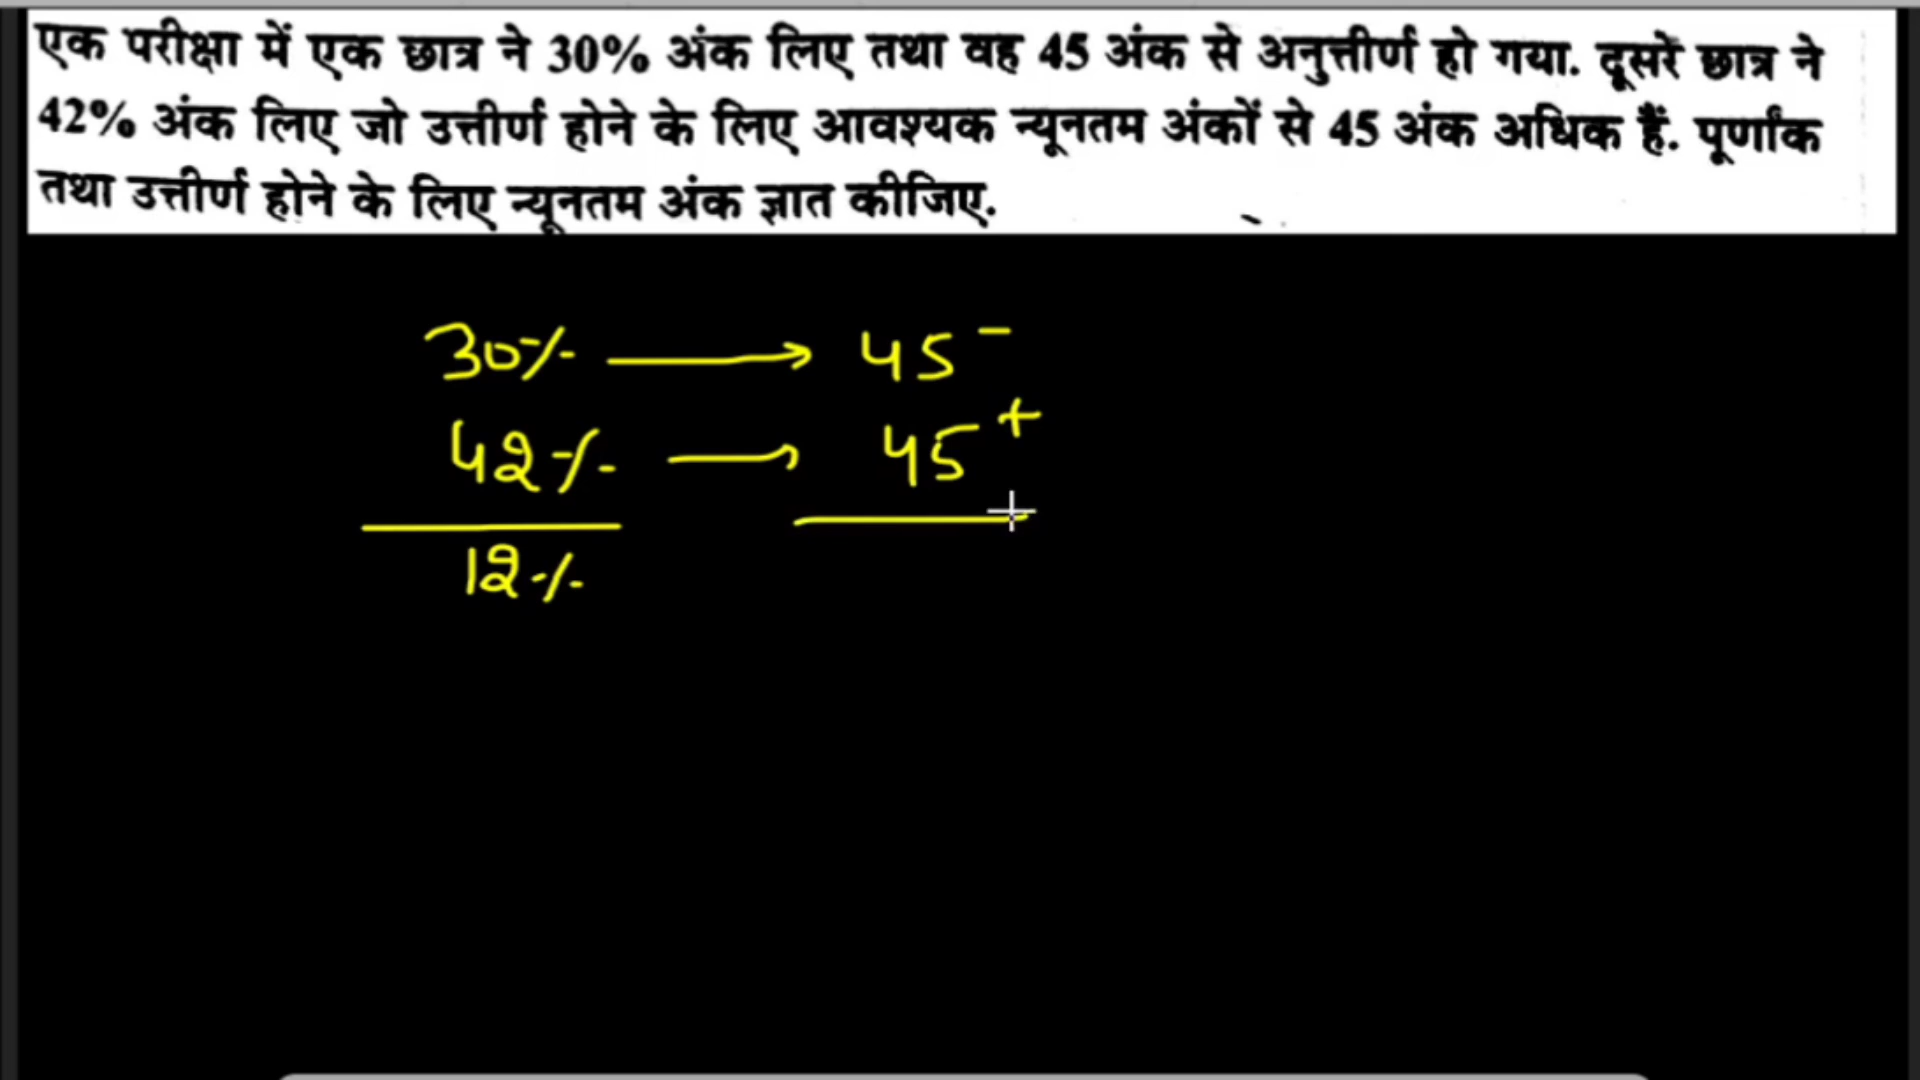 एक परीक्षा में एक छात्र ने 30% अंक लिए तथा वह 45 अंक से अनुत्तीर्ण हो गया. दूसरे छात्र ने
42% अंक लिए जो उत्तीर्ण होने के लिए आवश्यक न्यूनतम अंकों से 45 अंक अधिक हैं. पूर्णांक
तथा उत्तीर्ण होने के लिए न्यूनतम अंक ज्ञात कीजिए.
30% → 45 -
42% → 45 +
12%